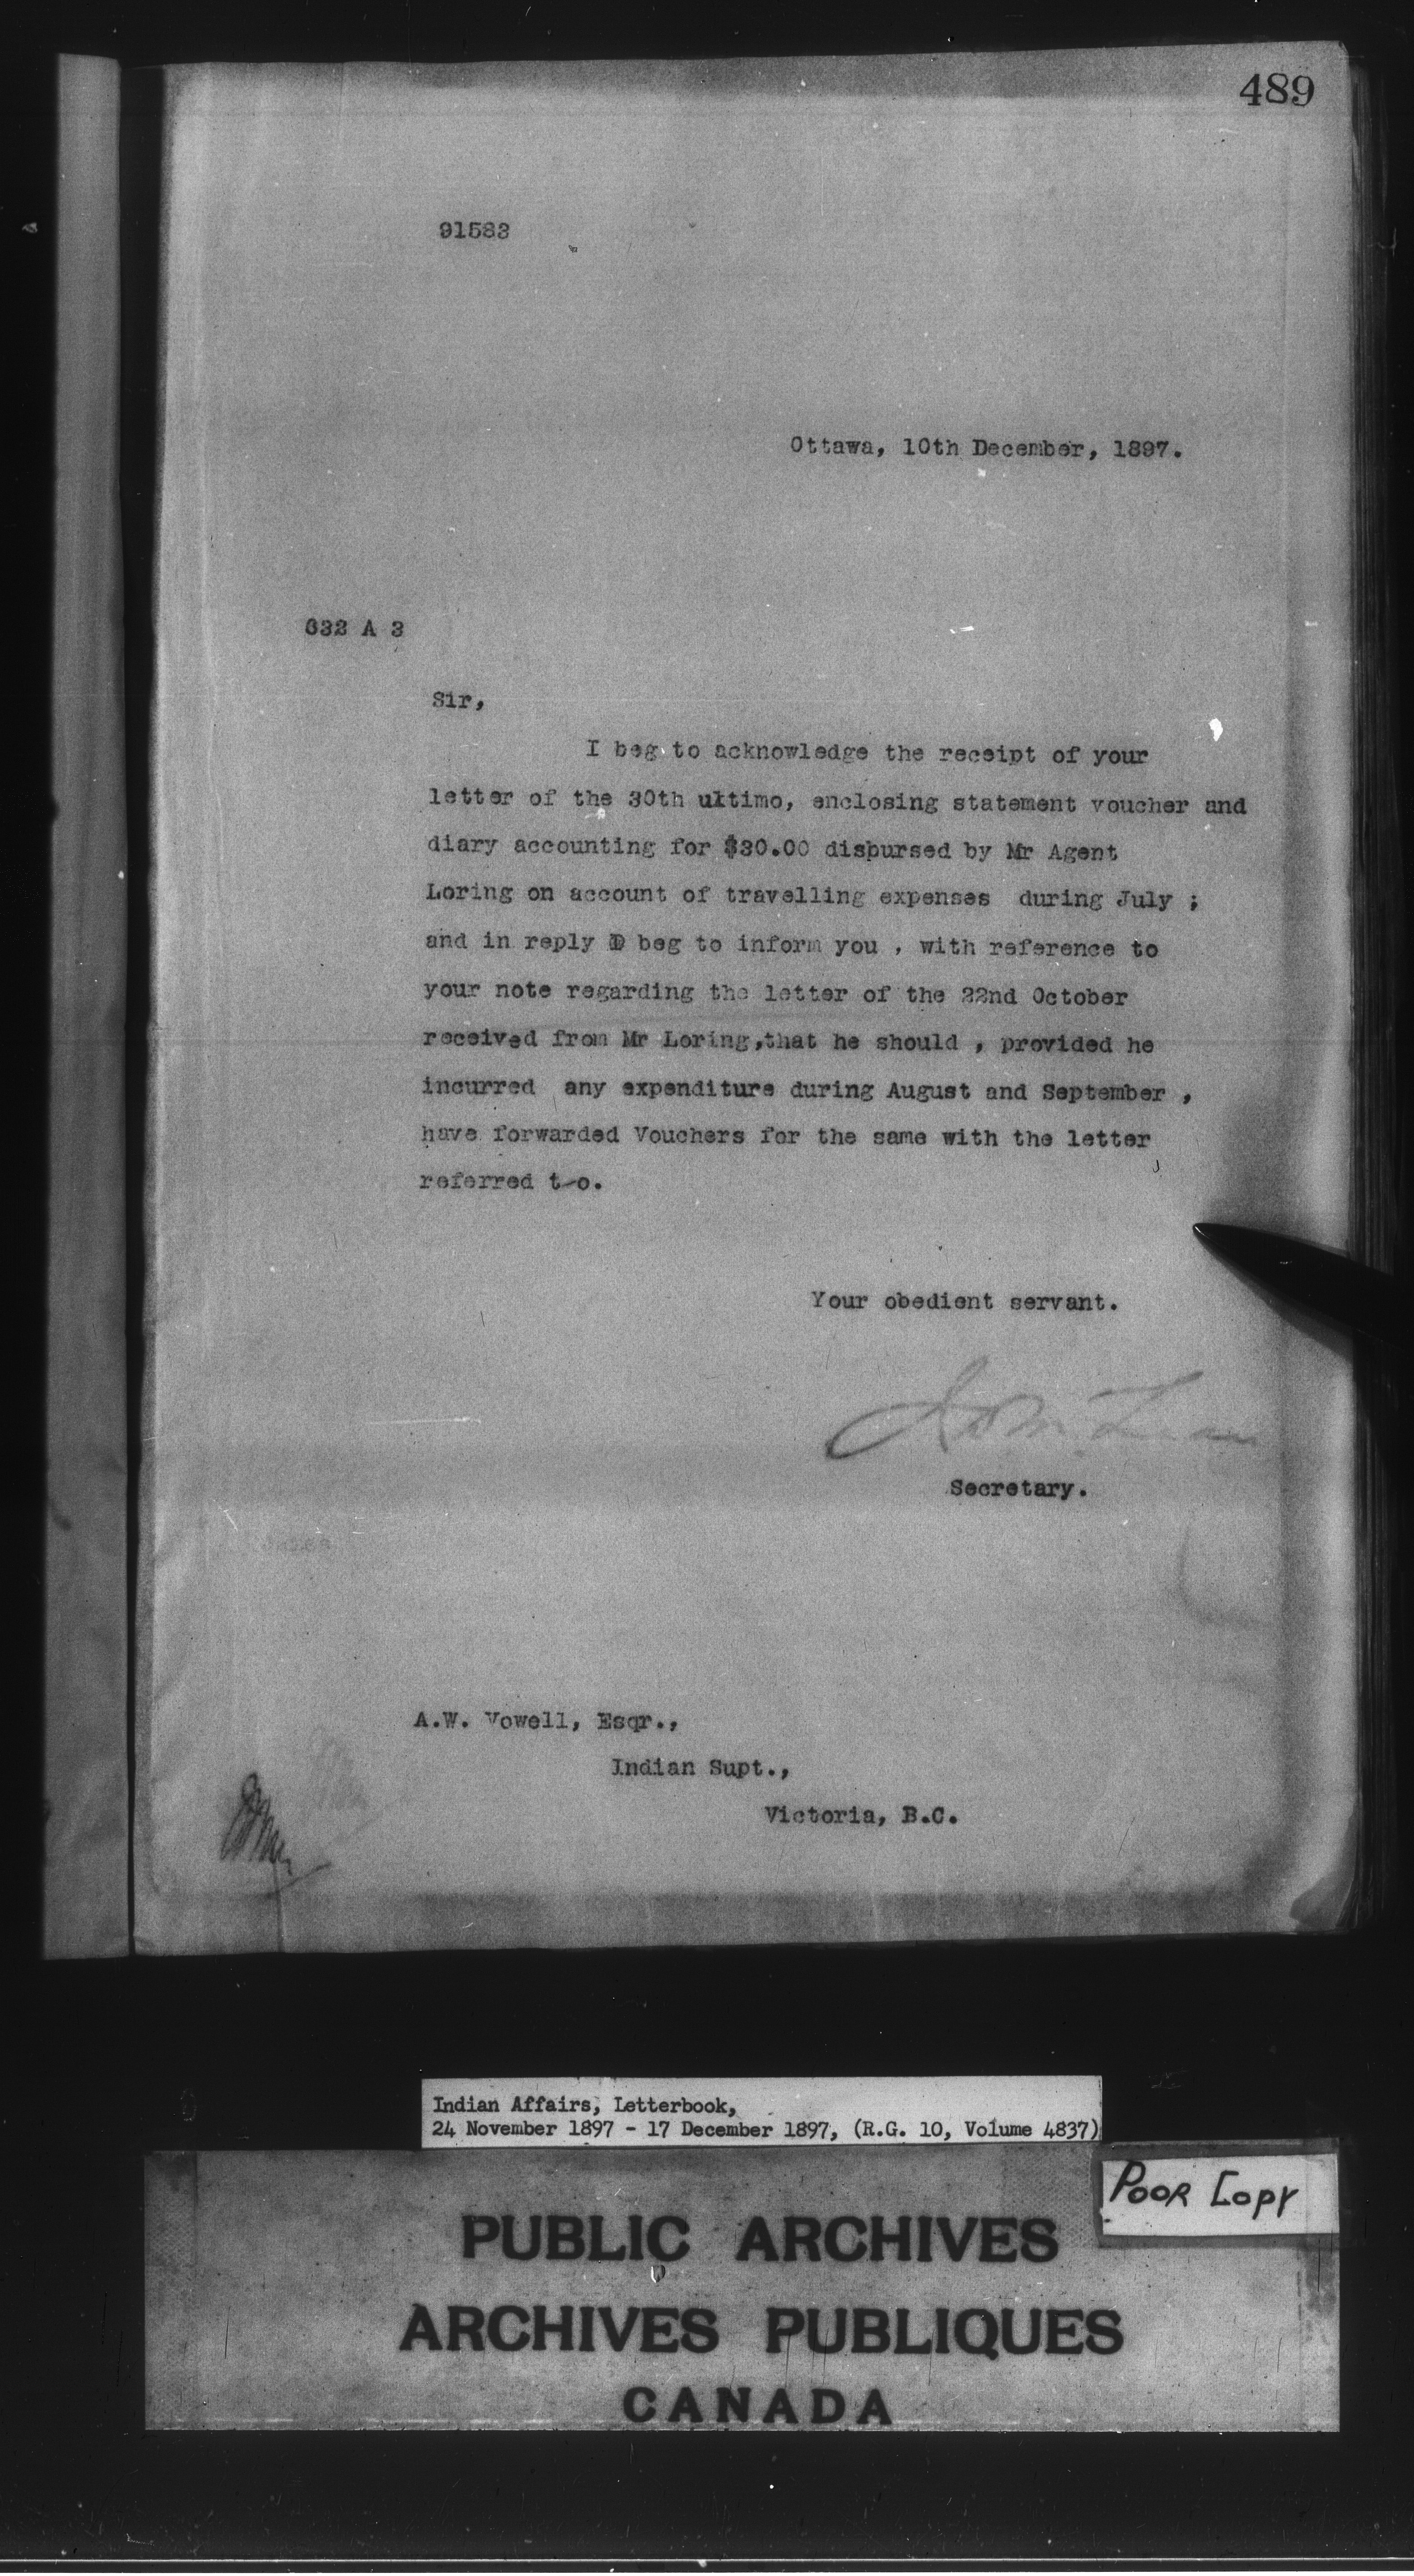 489
91583
Ottawa, 10th December, 1897.
632 A 3
Sir,
I beg to acknowledge the receipt of your
letter of the 30th ultimo, enclosing statement voucher and
diary accounting for $30.00 disbursed by Mr Agent
Loring on account of travelling expenses during July ;
and in reply I beg to inform you , with reference to
your note regarding the letter of the 22nd October
received from Mr Loring,that he should , provided he
incurred any expenditure during August and September ,
have forwarded Vouchers for the same with the letter
referred t-o.
Your obedient servant.
Secretary.
A.W. Vowell, Esqr.,
Indian Supt.,
Victoria, B.C.
Indian Affairs, Letterbook,
24 November 1897 - 17 December 1897, (R.G. 10, Volume 4837)
POOR COPY
PUBLIC ARCHIVES
ARCHIVES PUBLIQUES
CANADA